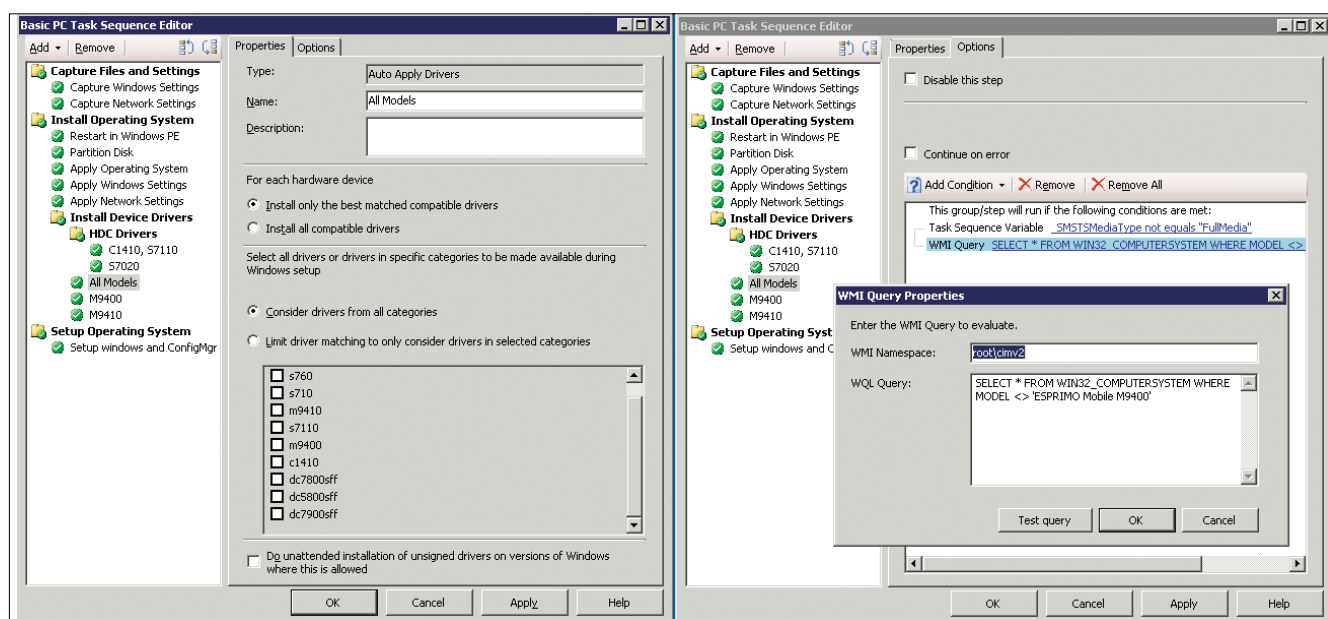 Basic PC Task Sequence Editor
Add Remove
Capture Files and Settings
Capture Windows Settings
Capture Network Settings
Install Operating System
Restart in Windows PE
Partition Disk
Apply Operating System
Apply Windows Settings
Apply Network Settings
Install Device Drivers
HDC Drivers
C1410, S7110
S7020
All Models
M9400
M9410
Setup Operating System
Setup windows and ConfigMgr
Properties Options
Type: Auto Apply Drivers
Name: All Models
Description:
For each hardware device
Install only the best matched compatible drivers
Install all compatible drivers
Select all drivers or drivers in specific categories to be made available during
Windows setup
Consider drivers from all categories
Limit driver matching to only consider drivers in selected categories
s760
s710
m9410
s7110
m9400
c1410
dc7800sff
dc5800sff
dc7900sff
Do unattended installation of unsigned drivers on versions of Windows
where this is allowed
OK Cancel Apply Help
Basic PC Task Sequence Editor
Add Remove
Capture Files and Settings
Capture Windows Settings
Capture Network Settings
Install Operating System
Restart in Windows PE
Partition Disk
Apply Operating System
Apply Windows Settings
Apply Network Settings
Install Device Drivers
HDC Drivers
C1410, S7110
S7020
All Models
M9400
M9410
Setup Operating Syst
Setup windows and C
Properties Options
Disable this step
Continue on error
Add Condition Remove Remove All
This group/step will run if the following conditions are met:
Task Sequence Variable _SMSTSMediaType not equals "FullMedia"
WMI Query SELECT * FROM WIN32_COMPUTERSYSTEM WHERE MODEL <>
WMI Query Properties
Enter the WMI Query to evaluate.
WMI Namespace: root\cimv2
WQL Query: SELECT * FROM WIN32_COMPUTERSYSTEM WHERE
MODEL <> 'ESPRIMO Mobile M9400'
Test query OK Cancel
OK Cancel Apply Help